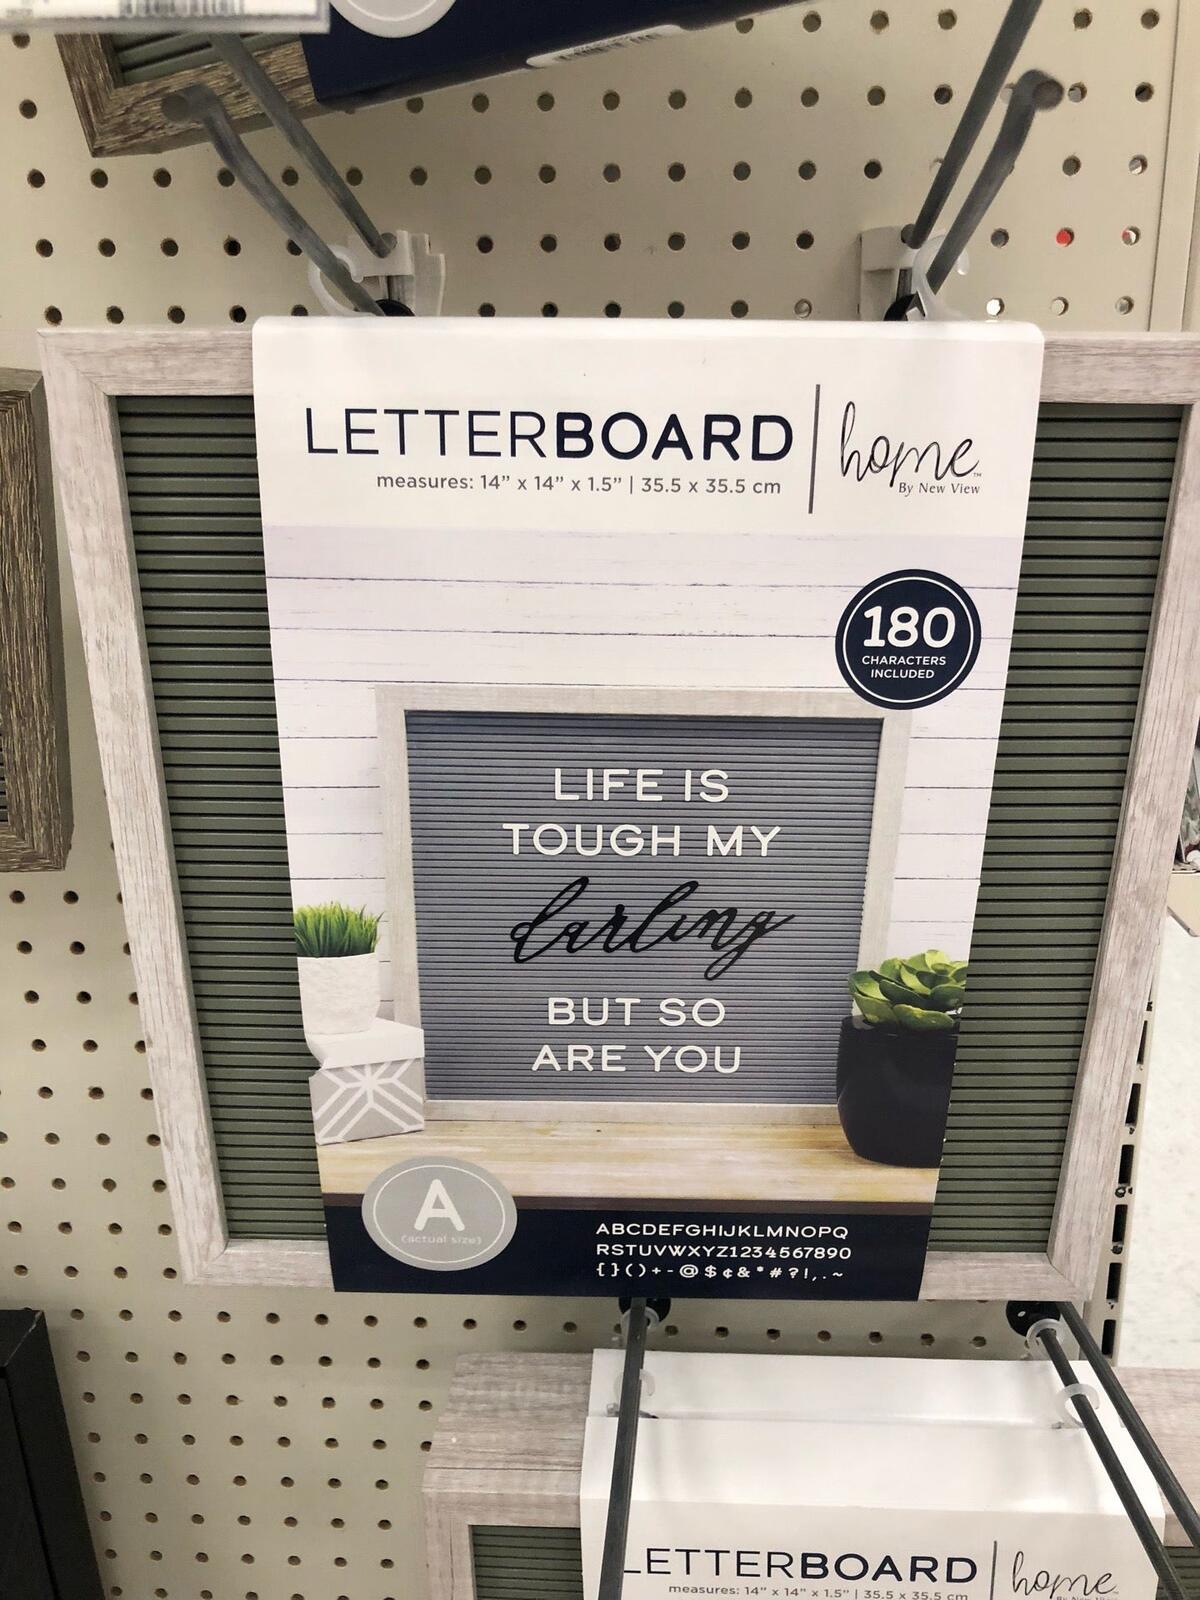 LETTERBOARD
measures: 14” x 14” x 1.5” | 35.5 x 35.5 cm
home™
By New View
180
CHARACTERS
INCLUDED
LIFE IS
TOUGH MY
darling
BUT SO
ARE YOU
A
(actual size)
ABCDEFGHIJKLMNOPQ
RSTUVWXYZ1234567890
{}()+-@$¢&*#?!,.~
LETTERBOARD
measures: 14” x 14” x 1.5” | 35.5 x 35.5 cm
home™